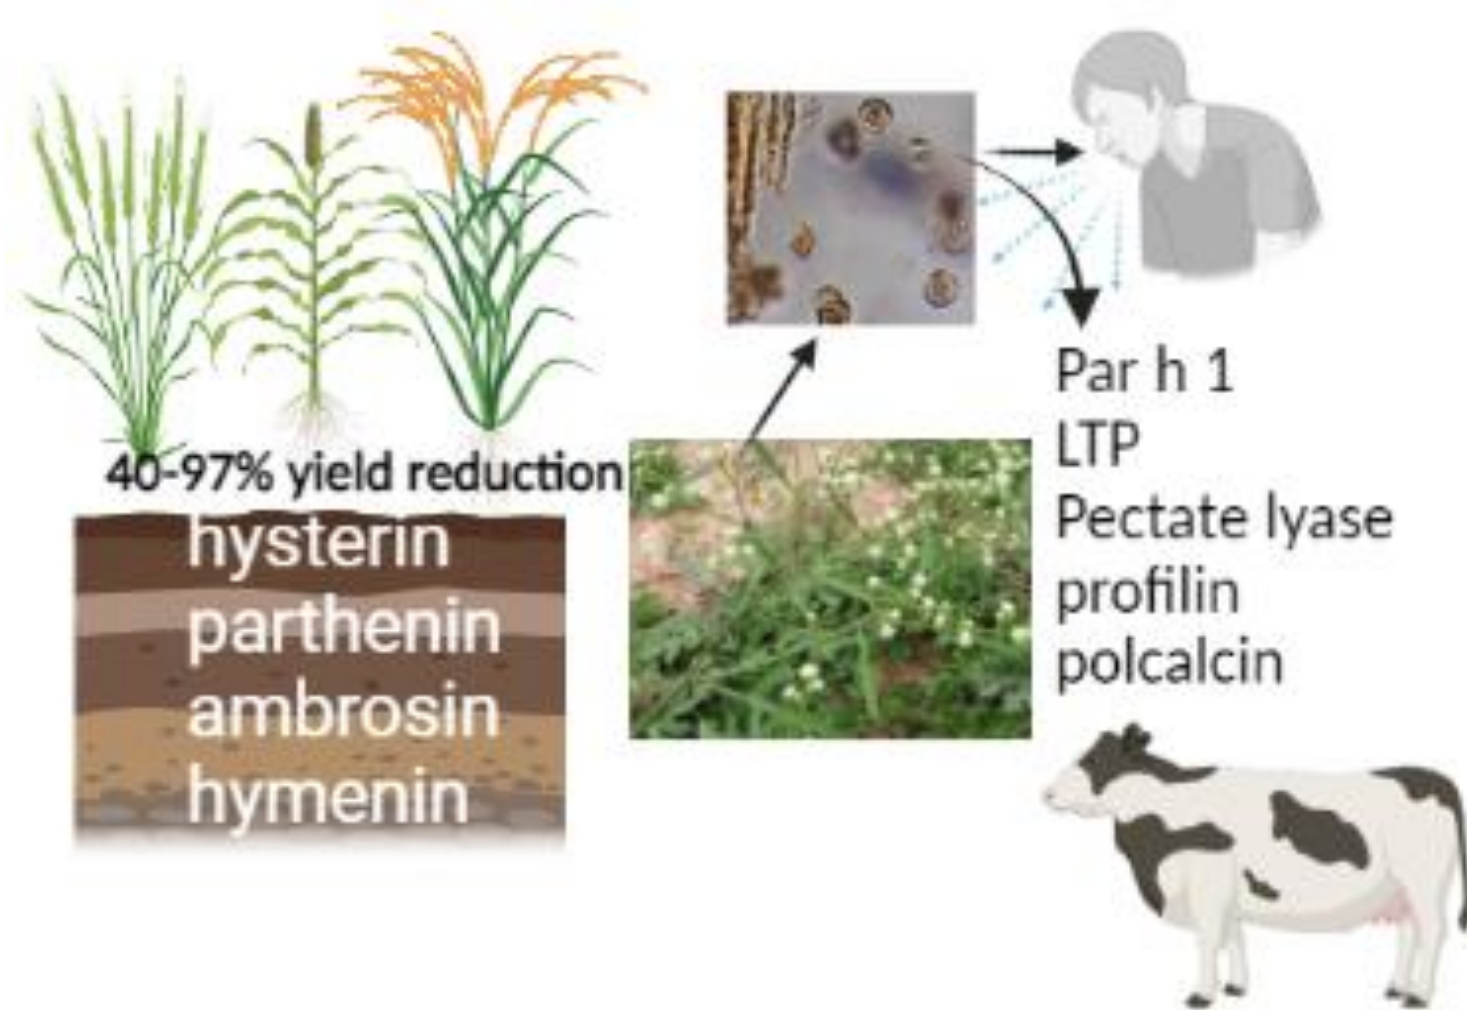 40-97% yield reduction
hysterin
parthenin
ambrosin
hymenin
Par h 1
LTP
Pectate lyase
profilin
polcalcin